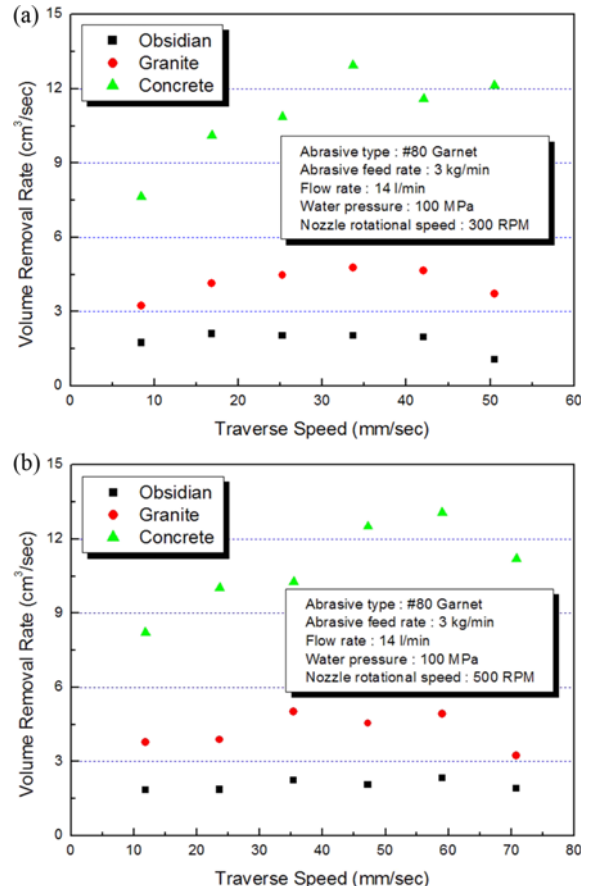 (a)
15
12
9
6
3
0
Volume Removal Rate (cm³/sec)
Obsidian
Granite
Concrete
Abrasive type : #80 Garnet
Abrasive feed rate : 3 kg/min
Flow rate : 14 l/min
Water pressure : 100 MPa
Nozzle rotational speed : 300 RPM
0 10 20 30 40 50 60
Traverse Speed (mm/sec)
(b)
15
12
9
6
3
0
Volume Removal Rate (cm³/sec)
Obsidian
Granite
Concrete
Abrasive type : #80 Garnet
Abrasive feed rate : 3 kg/min
Flow rate : 14 l/min
Water pressure : 100 MPa
Nozzle rotational speed : 500 RPM
0 10 20 30 40 50 60 70 80
Traverse Speed (mm/sec)